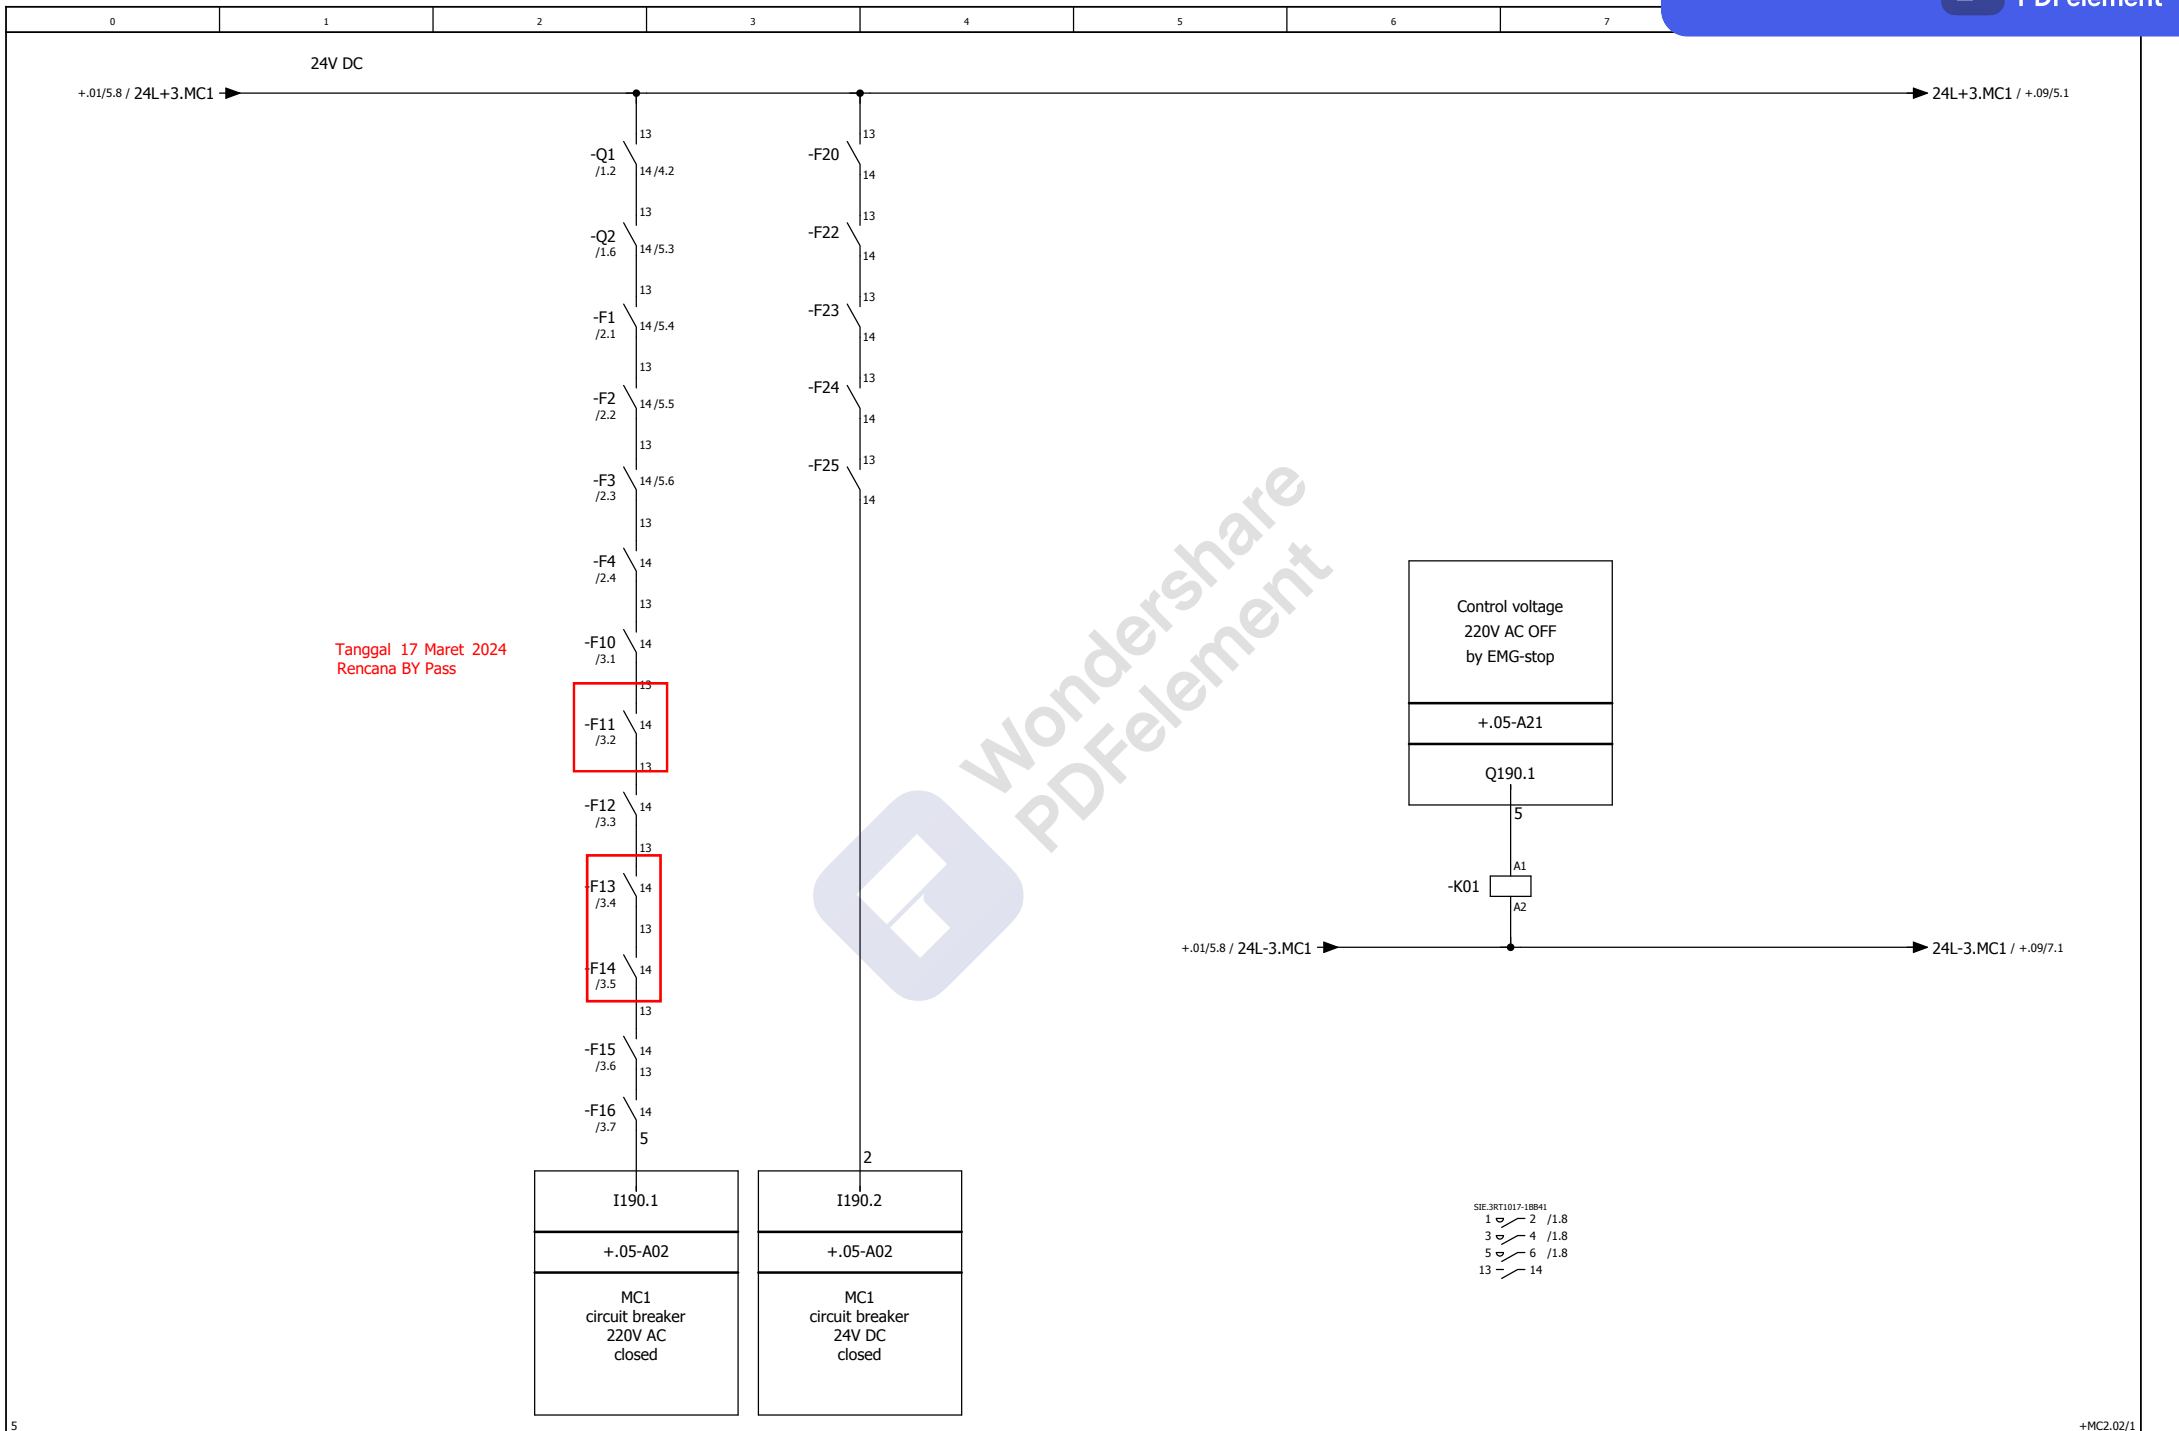 0 1 2 3 4 5 6 7
PDFelement
24V DC
+.01/5.8 / 24L+3.MC1
24L+3.MC1 / +.09/5.1
13
-Q1
/1.2
14 /4.2
13
-Q2
/1.6
14 /5.3
13
-F1
/2.1
14 /5.4
13
-F2
/2.2
14 /5.5
13
-F3
/2.3
14 /5.6
13
-F4
/2.4
14
13
-F10
/3.1
14
13
-F11
/3.2
14
13
-F12
/3.3
14
13
-F13
/3.4
14
13
-F14
/3.5
14
13
-F15
/3.6
14
13
-F16
/3.7
14
5
I190.1
+.05-A02
MC1
circuit breaker
220V AC
closed
13
-F20
14
13
-F22
14
13
-F23
14
13
-F24
14
13
-F25
14
2
I190.2
+.05-A02
MC1
circuit breaker
24V DC
closed
Tanggal 17 Maret 2024
Rencana BY Pass
Wondershare
PDFelement
Control voltage
220V AC OFF
by EMG-stop
+.05-A21
Q190.1
5
A1
-K01
A2
+.01/5.8 / 24L-3.MC1
24L-3.MC1 / +.09/7.1
SIE.3RT1017-1BB41
1 2 /1.8
3 4 /1.8
5 6 /1.8
13 14
5
+MC2.02/1